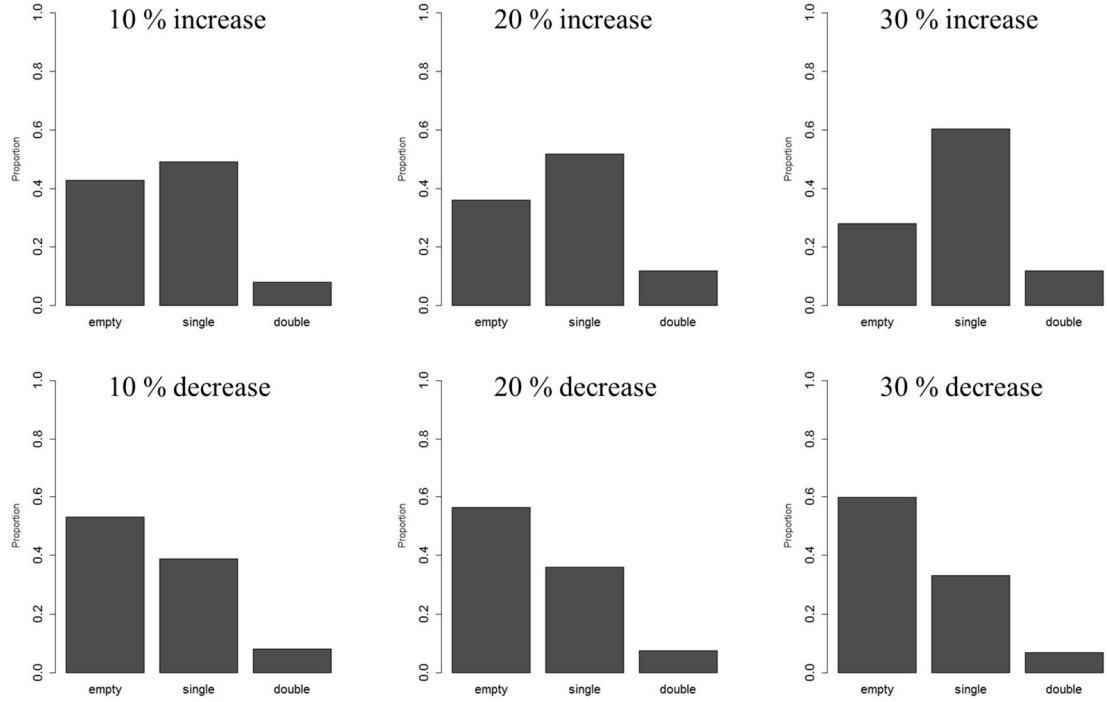 10 % increase
Proportion
0.0 0.2 0.4 0.6 0.8 1.0
empty single double
20 % increase
Proportion
0.0 0.2 0.4 0.6 0.8 1.0
empty single double
30 % increase
Proportion
0.0 0.2 0.4 0.6 0.8 1.0
empty single double
10 % decrease
Proportion
0.0 0.2 0.4 0.6 0.8 1.0
empty single double
20 % decrease
Proportion
0.0 0.2 0.4 0.6 0.8 1.0
empty single double
30 % decrease
Proportion
0.0 0.2 0.4 0.6 0.8 1.0
empty single double